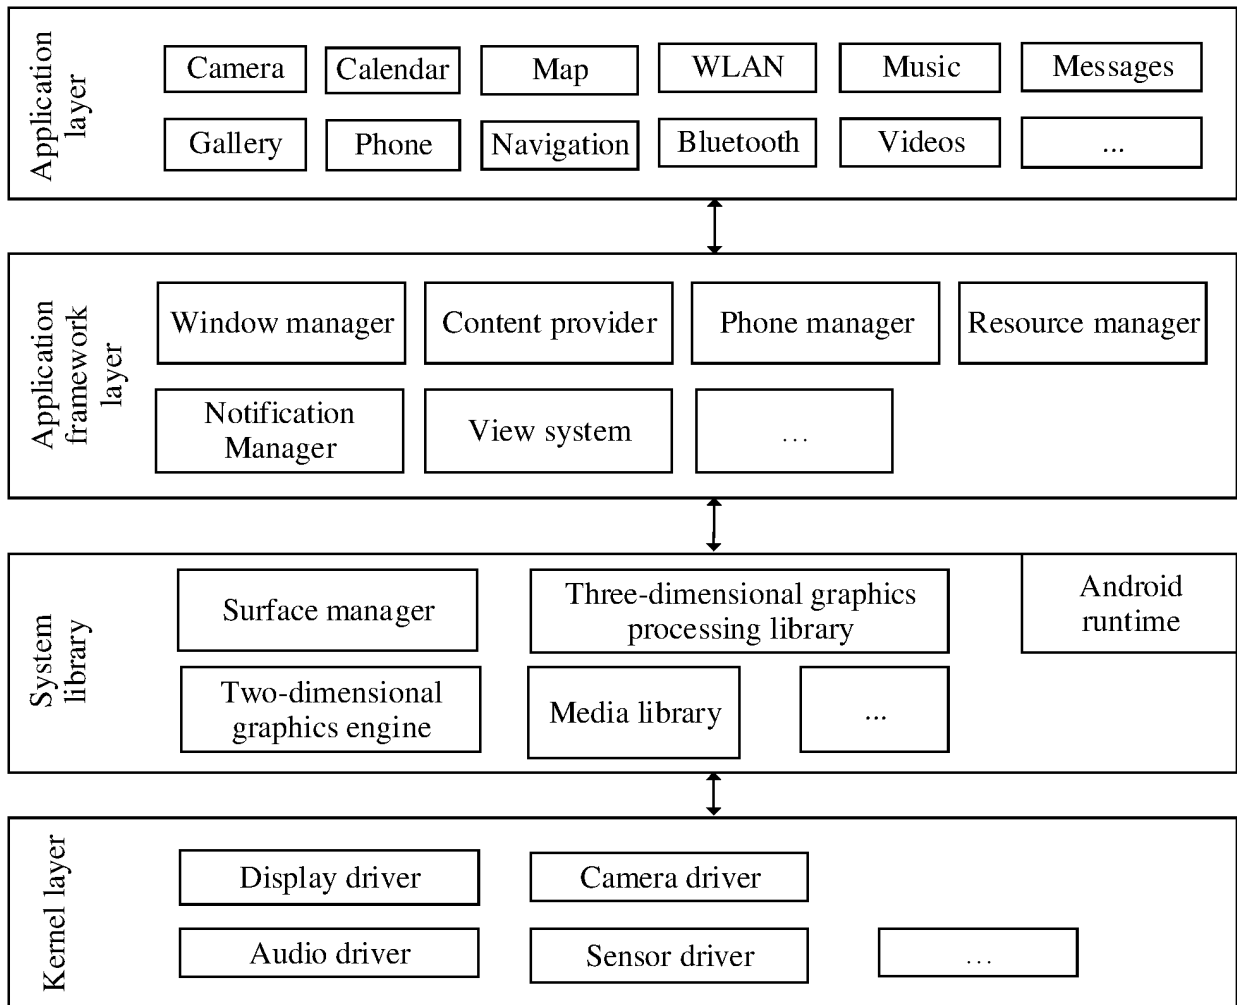 Application
layer
Camera
Calendar
Map
WLAN
Music
Messages
Gallery
Phone
Navigation
Bluetooth
Videos
...
Application
framework
layer
Window manager
Content provider
Phone manager
Resource manager
Notification
Manager
View system
...
System
library
Surface manager
Three-dimensional graphics
processing library
Android
runtime
Two-dimensional
graphics engine
Media library
...
Kernel layer
Display driver
Camera driver
Audio driver
Sensor driver
...